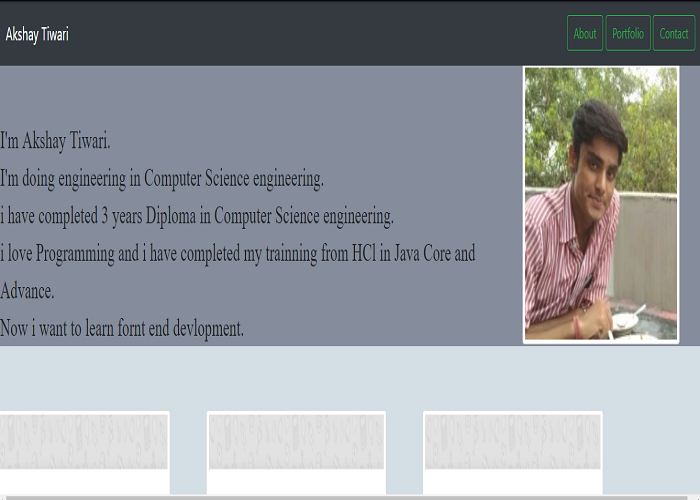 Akshay Tiwari
About Portfolio Contact
I'm Akshay Tiwari.
I'm doing engineering in Computer Science engineering.
i have completed 3 years Diploma in Computer Science engineering.
i love Programming and i have completed my trainning from HCl in Java Core and
Advance.
Now i want to learn fornt end devlopment.